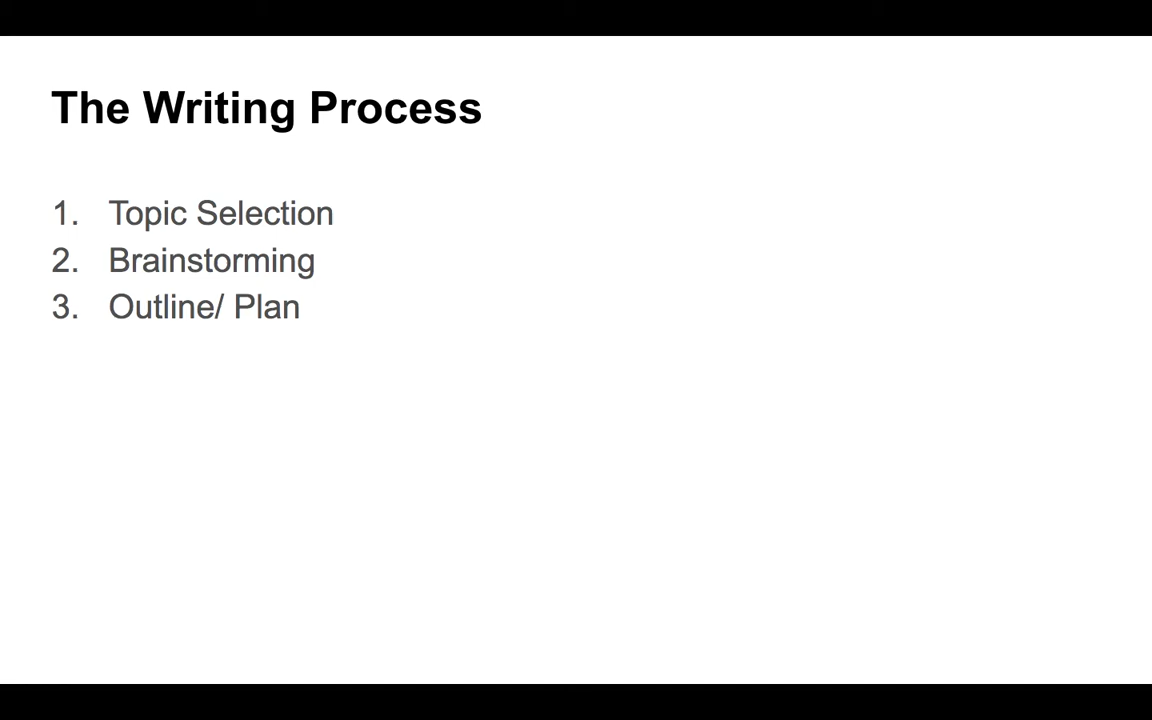 The Writing Process
1. Topic Selection
2. Brainstorming
3. Outline/ Plan